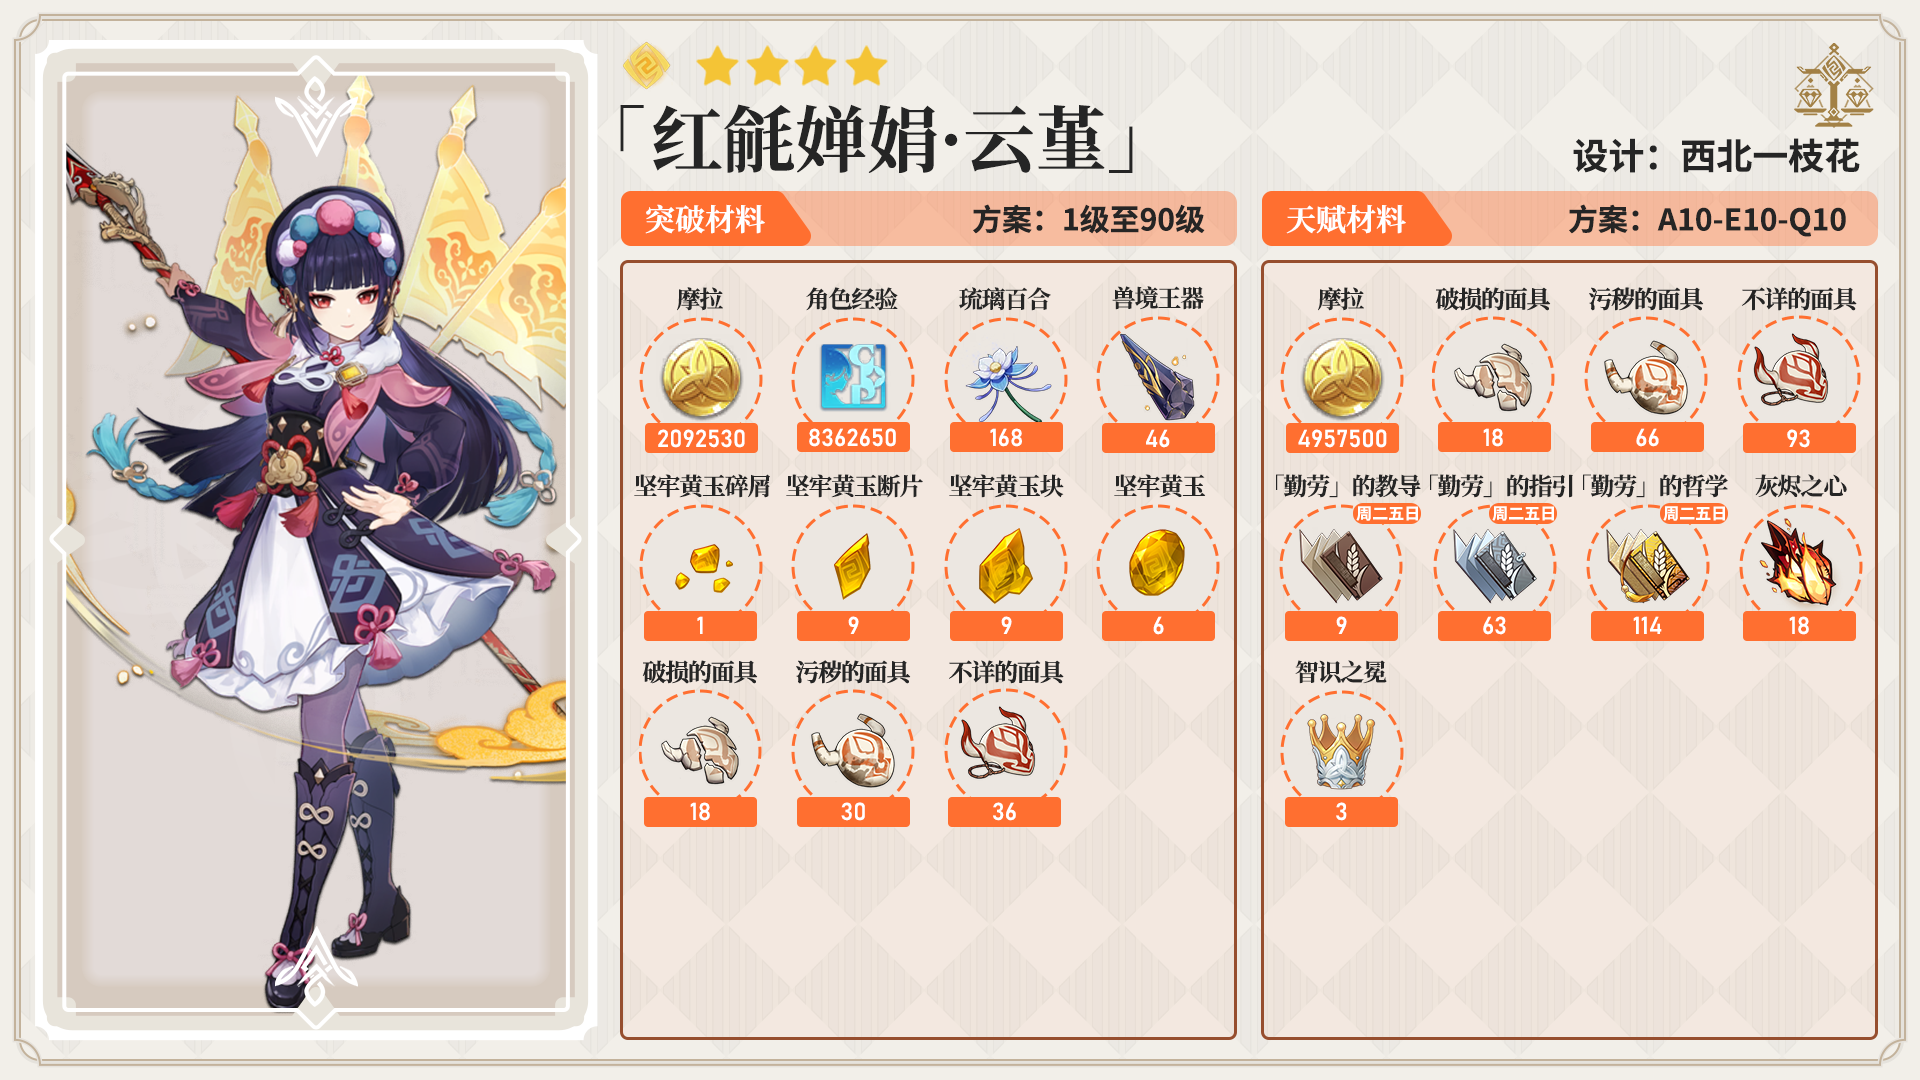 「红毹婵娟·云堇」
设计：西北一枝花
突破材料 方案：1级至90级
摩拉 角色经验 琉璃百合 兽境王器
2092530 8362650 168 46
坚牢黄玉碎屑 坚牢黄玉断片 坚牢黄玉块 坚牢黄玉
1 9 9 6
破损的面具 污秽的面具 不详的面具
18 30 36
天赋材料 方案：A10-E10-Q10
摩拉 破损的面具 污秽的面具 不详的面具
4957500 18 66 93
「勤劳」的教导 「勤劳」的指引 「勤劳」的哲学 灰烬之心
周二五日 周二五日 周二五日
9 63 114 18
智识之冕
3